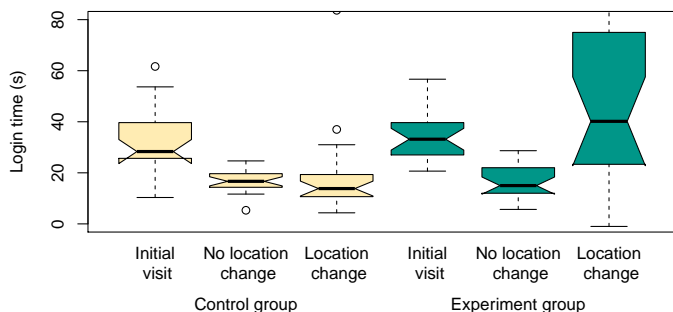 80
60
40
20
0
Login time (s)
Initial visit
No location change
Location change
Initial visit
No location change
Location change
Control group
Experiment group